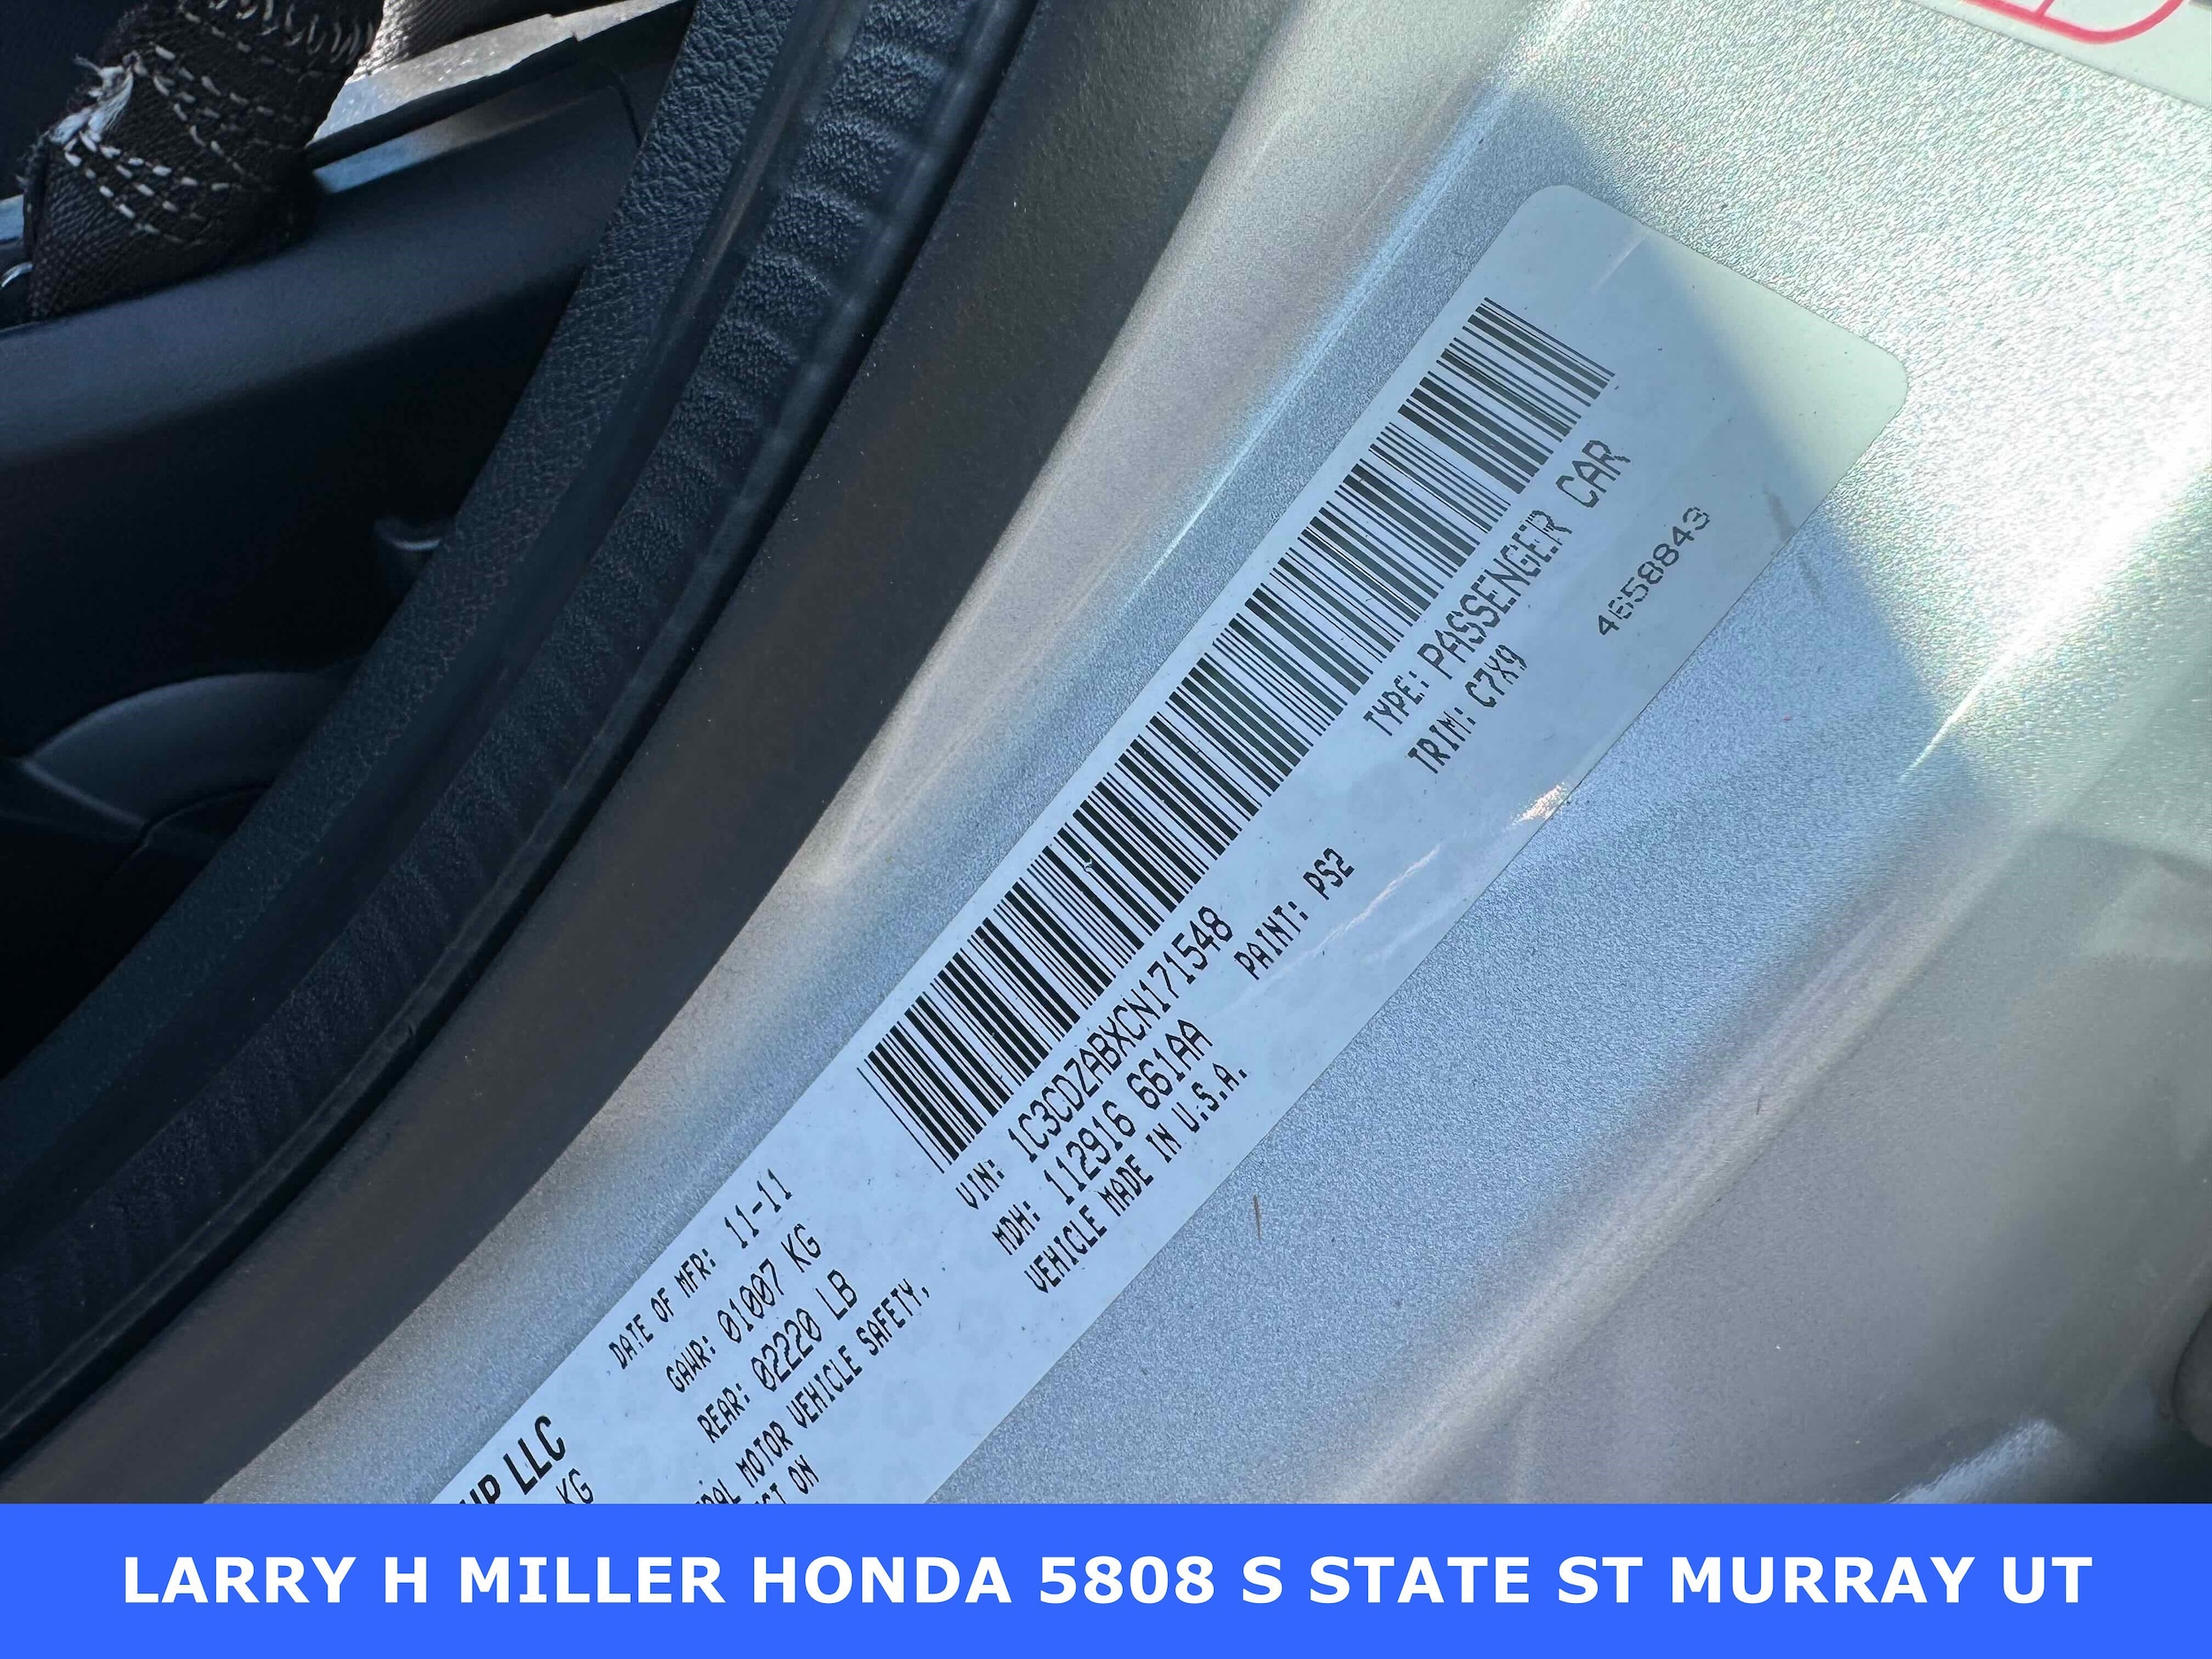 DATE OF MFR: 11-11
GAWR: 01007 KG
REAR: 02220 LB
MOTOR VEHICLE SAFETY,
ON
LLC
KG
VIN: 1C3CDZABXCN171548
MDH: 112916 661AA
VEHICLE MADE IN U.S.A.
PAINT: PS2
TYPE: PASSENGER CAR
TRIM: C7X9
4658843
LARRY H MILLER HONDA 5808 S STATE ST MURRAY UT